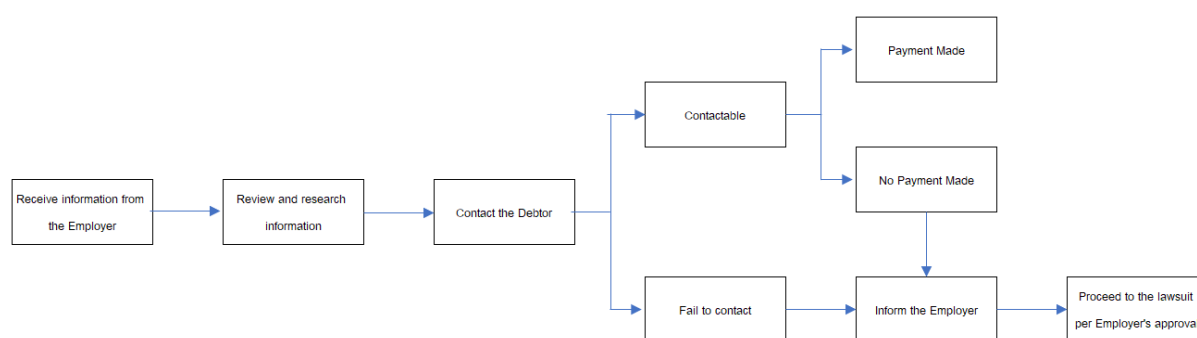 Payment Made
Contactable
No Payment Made
Receive information from
the Employer
Review and research
information
Contact the Debtor
Fail to contact
Inform the Employer
Proceed to the lawsuit
per Employer's approval